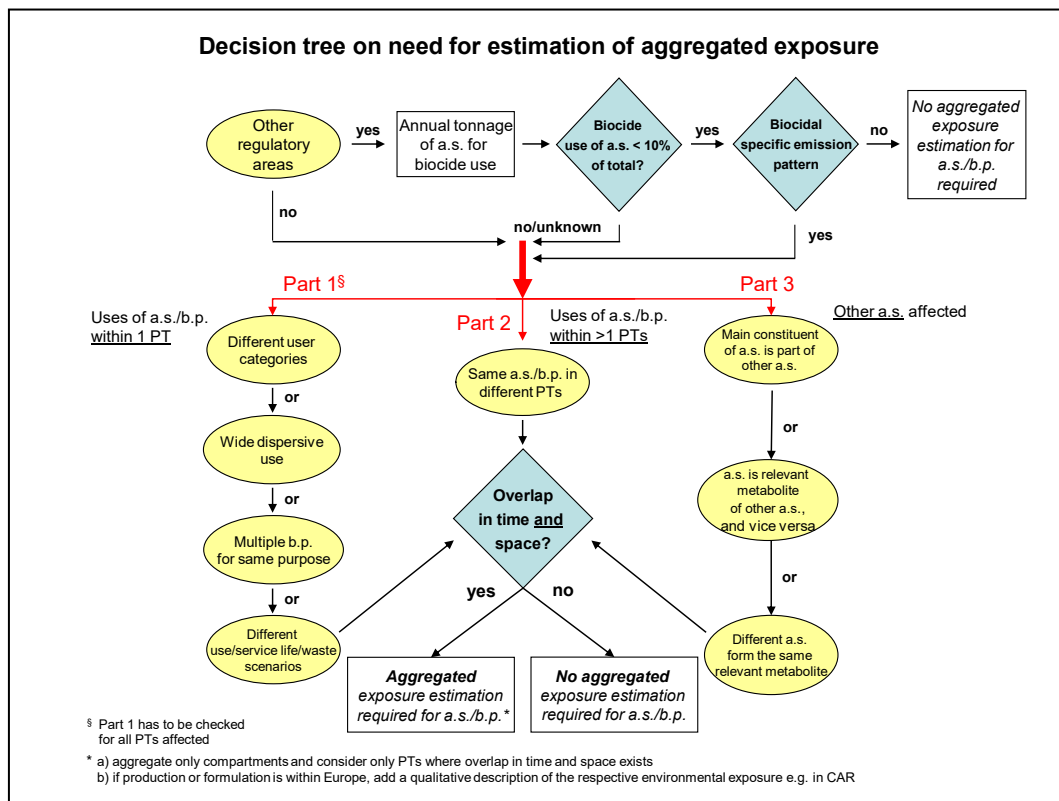 Decision tree on need for estimation of aggregated exposure
Other
regulatory
areas
yes
Annual tonnage
of a.s. for
biocide use
Biocide
use of a.s. < 10%
of total?
yes
Biocidal
specific emission
pattern
no
No aggregated
exposure
estimation for
a.s./b.p.
required
no
no/unknown
yes
Part 1§
Part 2
Part 3
Uses of a.s./b.p.
within 1 PT
Uses of a.s./b.p.
within >1 PTs
Other a.s. affected
Different user
categories
or
Wide dispersive
use
or
Multiple b.p.
for same purpose
or
Different
use/service life/waste
scenarios
Same a.s./b.p. in
different PTs
Overlap
in time and
space?
yes
no
Aggregated
exposure estimation
required for a.s./b.p.*
No aggregated
exposure estimation
required for a.s./b.p.
Main constituent
of a.s. is part of
other a.s.
or
a.s. is relevant
metabolite
of other a.s.,
and vice versa
or
Different a.s.
form the same
relevant metabolite
§ Part 1 has to be checked
for all PTs affected
* a) aggregate only compartments and consider only PTs where overlap in time and space exists
b) if production or formulation is within Europe, add a qualitative description of the respective environmental exposure e.g. in CAR